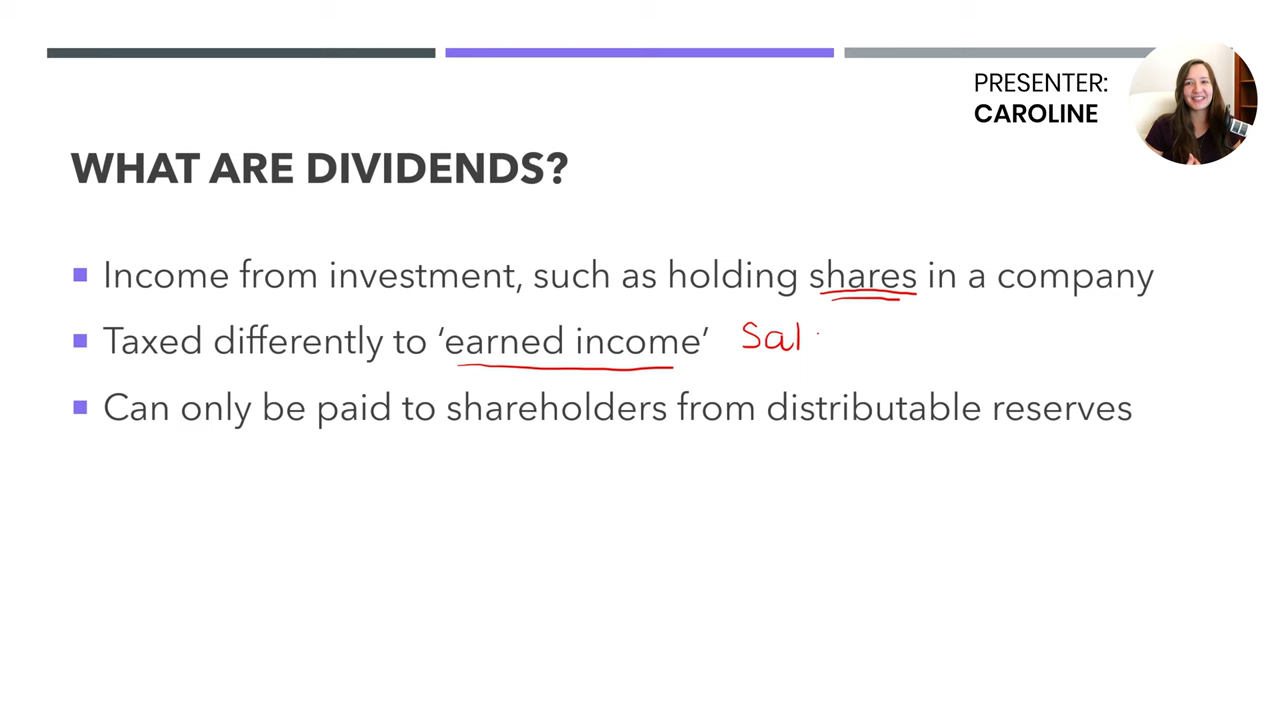 PRESENTER:
CAROLINE
WHAT ARE DIVIDENDS?
Income from investment, such as holding shares in a company
Taxed differently to ‘earned income’ Sal
Can only be paid to shareholders from distributable reserves